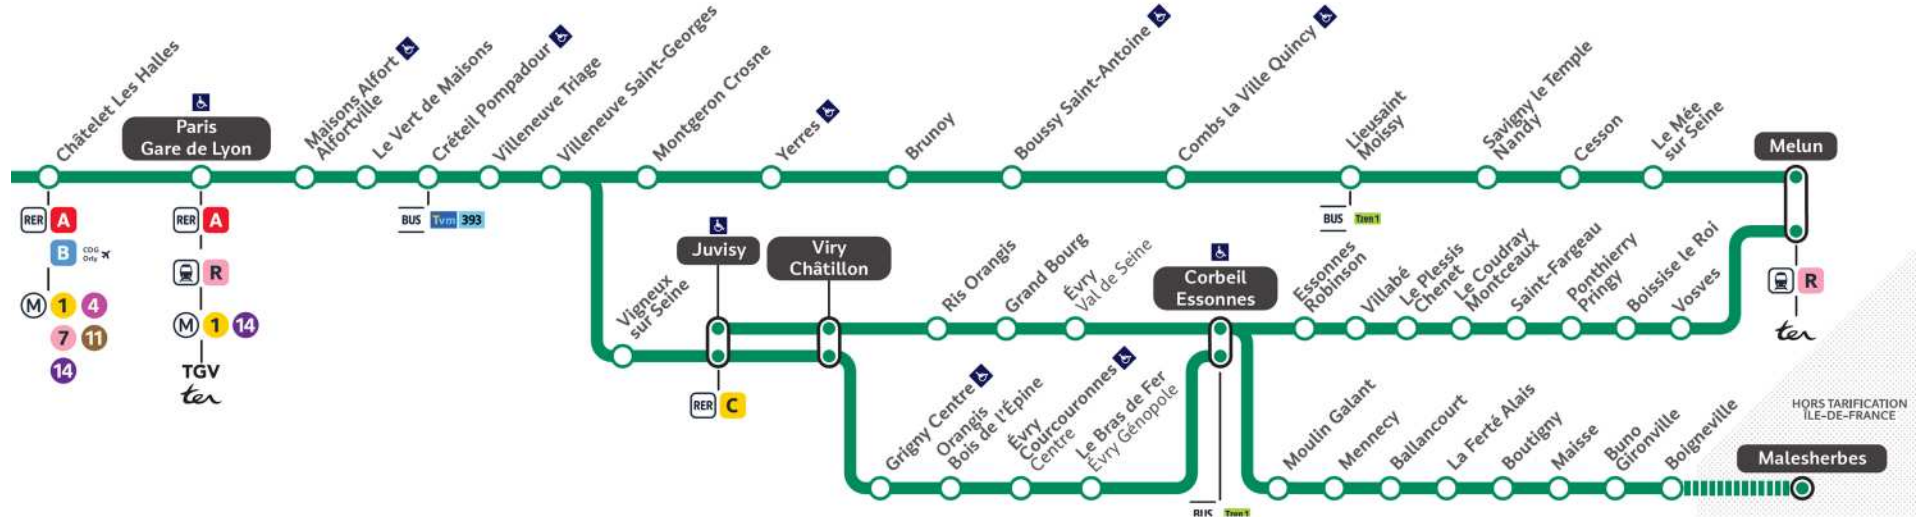 Châtelet Les Halles
RER A
B CDG
Orly
M 1 4
7 11
14
Paris
Gare de Lyon
RER A
R
M 1 14
TGV
ter
Maisons Alfort
Alfortville
Le Vert de Maisons
Créteil Pompadour
BUS Tvm 393
Villeneuve Triage
Villeneuve Saint-Georges
Montgeron Crosne
Yerres
Brunoy
Boussy Saint-Antoine
Combs la Ville Quincy
Lieusaint
Moissy
BUS Tzen 1
Savigny le Temple
Nandy
Cesson
Le Mée
sur Seine
Melun
R
ter
Vigneux
sur Seine
Juvisy
RER C
Viry
Châtillon
Ris Orangis
Grand Bourg
Évry
Val de Seine
Corbeil
Essonnes
BUS Tzen 1
Essonnes
Robinson
Villabé
Le Plessis
Chenet
Le Coudray
Montceaux
Saint-Fargeau
Ponthierry
Pringy
Boissise le Roi
Vosves
Grigny Centre
Orangis
Bois de l'Épine
Évry
Courcouronnes
Centre
Le Bras de Fer
Évry Génopole
Moulin Galant
Mennecy
Ballancourt
La Ferté Alais
Boutigny
Maisse
Buno
Gironville
Boigneville
HORS TARIFICATION
ÎLE-DE-FRANCE
Malesherbes